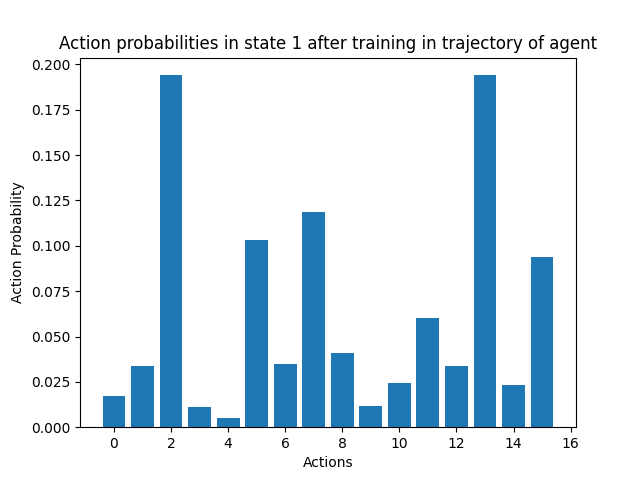 Action probabilities in state 1 after training in trajectory of agent
0.200
0.175
0.150
0.125
0.100
0.075
0.050
0.025
0.000
Action Probability
0 2 4 6 8 10 12 14 16
Actions